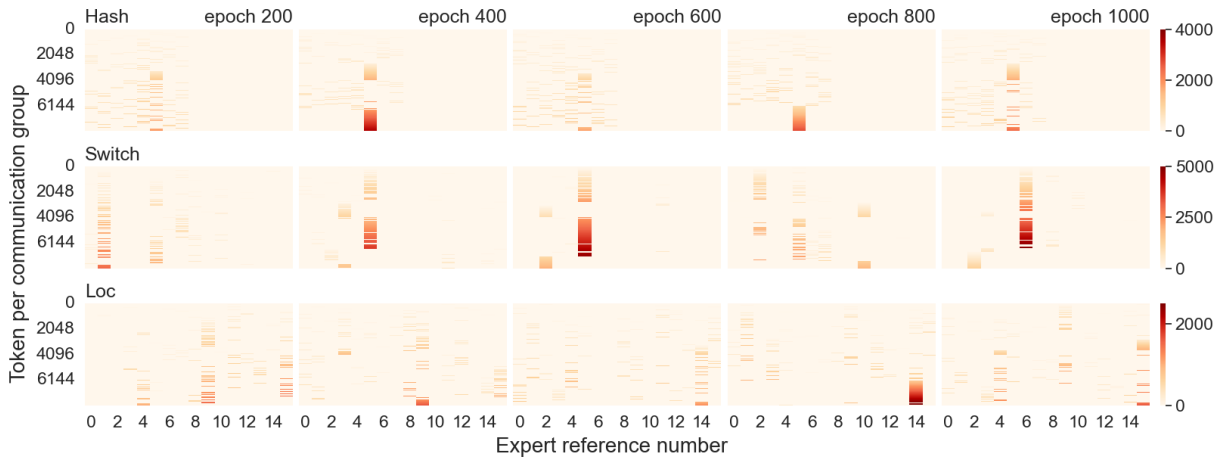 Hash epoch 200 epoch 400 epoch 600 epoch 800 epoch 1000
0 2048 4096 6144
4000 2000 0
Switch
0 2048 4096 6144
5000 2500 0
Loc
0 2048 4096 6144
2000 0
Token per communication group
0 2 4 6 8 10 12 14 0 2 4 6 8 10 12 14 0 2 4 6 8 10 12 14 0 2 4 6 8 10 12 14 0 2 4 6 8 10 12 14
Expert reference number